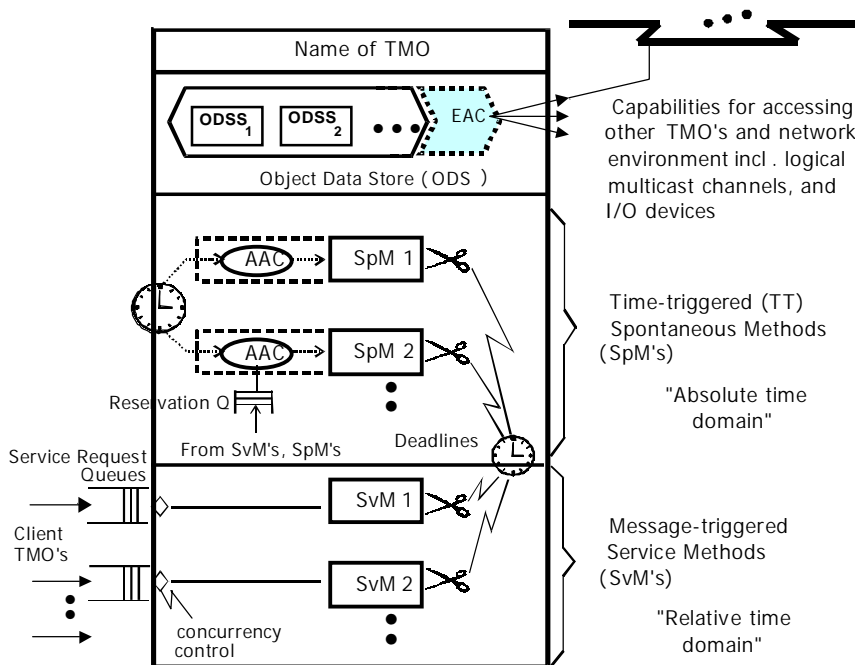 Name of TMO
ODSS1
ODSS2
EAC
Object Data Store (ODS )
Capabilities for accessing
other TMO's and network
environment incl . logical
multicast channels, and
I/O devices
AAC
SpM 1
AAC
SpM 2
Reservation Q
From SvM's, SpM's
Deadlines
Time-triggered (TT)
Spontaneous Methods
(SpM's)
"Absolute time
domain"
Service Request
Queues
SvM 1
Client
TMO's
SvM 2
concurrency
control
Message-triggered
Service Methods
(SvM's)
"Relative time
domain"